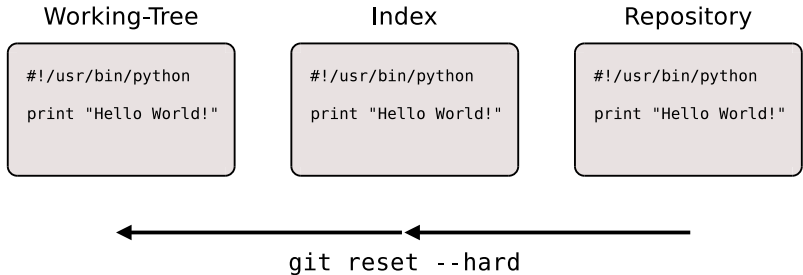 Working-Tree
Index
Repository
#!/usr/bin/python
print "Hello World!"
#!/usr/bin/python
print "Hello World!"
#!/usr/bin/python
print "Hello World!"
git reset --hard